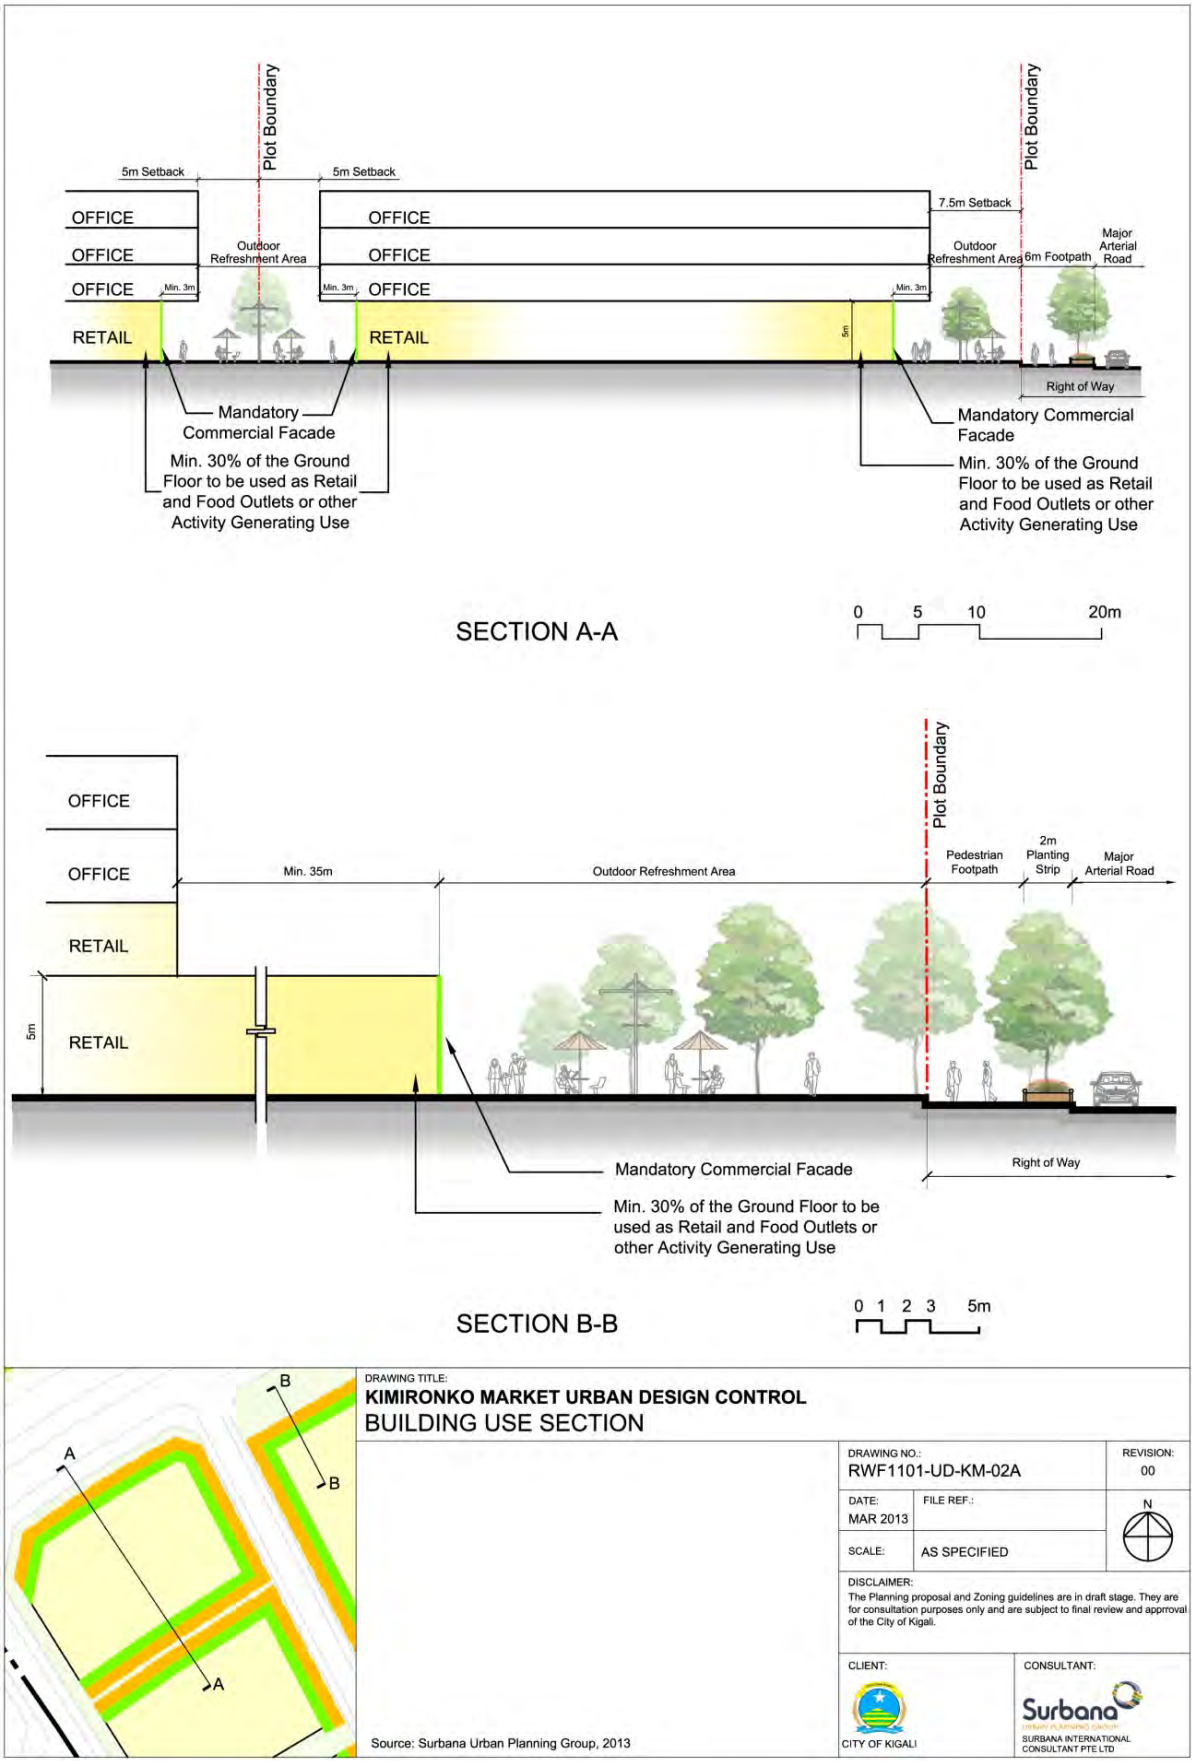 Plot Boundary
Plot Boundary
5m Setback
5m Setback
7.5m Setback
OFFICE
OFFICE
OFFICE
RETAIL
Outdoor
Refreshment Area
Min. 3m
Min. 3m
OFFICE
OFFICE
OFFICE
RETAIL
Min. 3m
5m
Outdoor
Refreshment Area
6m Footpath
Major
Arterial
Road
Right of Way
Mandatory
Commercial Facade
Min. 30% of the Ground
Floor to be used as Retail
and Food Outlets or other
Activity Generating Use
Mandatory Commercial
Facade
Min. 30% of the Ground
Floor to be used as Retail
and Food Outlets or other
Activity Generating Use
SECTION A-A
0 5 10 20m
Plot Boundary
OFFICE
OFFICE
RETAIL
RETAIL
5m
Min. 35m
Outdoor Refreshment Area
Pedestrian
Footpath
2m
Planting
Strip
Major
Arterial Road
Right of Way
Mandatory Commercial Facade
Min. 30% of the Ground Floor to be
used as Retail and Food Outlets or
other Activity Generating Use
SECTION B-B
0 1 2 3 5m
A
A
B
B
DRAWING TITLE:
KIMIRONKO MARKET URBAN DESIGN CONTROL
BUILDING USE SECTION
Source: Surbana Urban Planning Group, 2013
DRAWING NO.:
RWF1101-UD-KM-02A
REVISION:
00
DATE:
MAR 2013
FILE REF.:
N
SCALE:
AS SPECIFIED
DISCLAIMER:
The Planning proposal and Zoning guidelines are in draft stage. They are
for consultation purposes only and are subject to final review and approval
of the City of Kigali.
CLIENT:
CITY OF KIGALI
CONSULTANT:
Surbana
URBAN PLANNING GROUP
SURBANA INTERNATIONAL
CONSULTANT PTE LTD